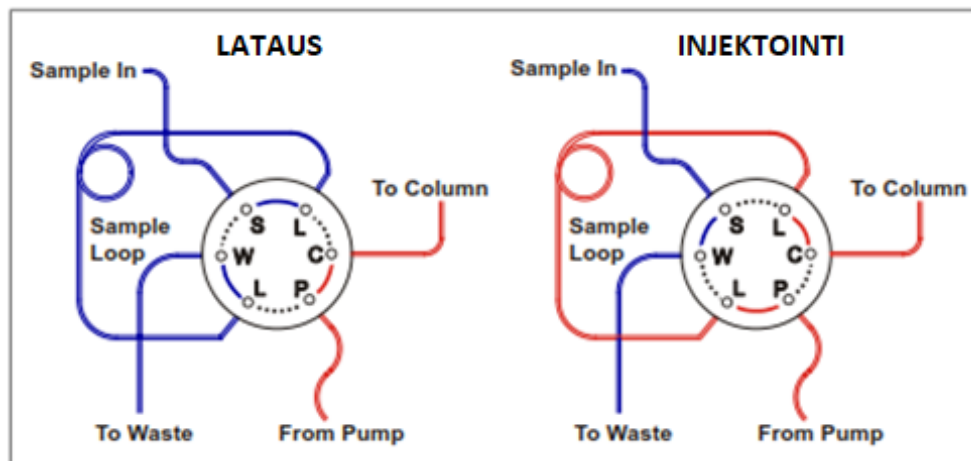 LATAUS
Sample In
To Column
Sample
Loop
S
L
W
C
L
P
To Waste
From Pump
INJEKTOINTI
Sample In
To Column
Sample
Loop
S
L
W
C
L
P
To Waste
From Pump